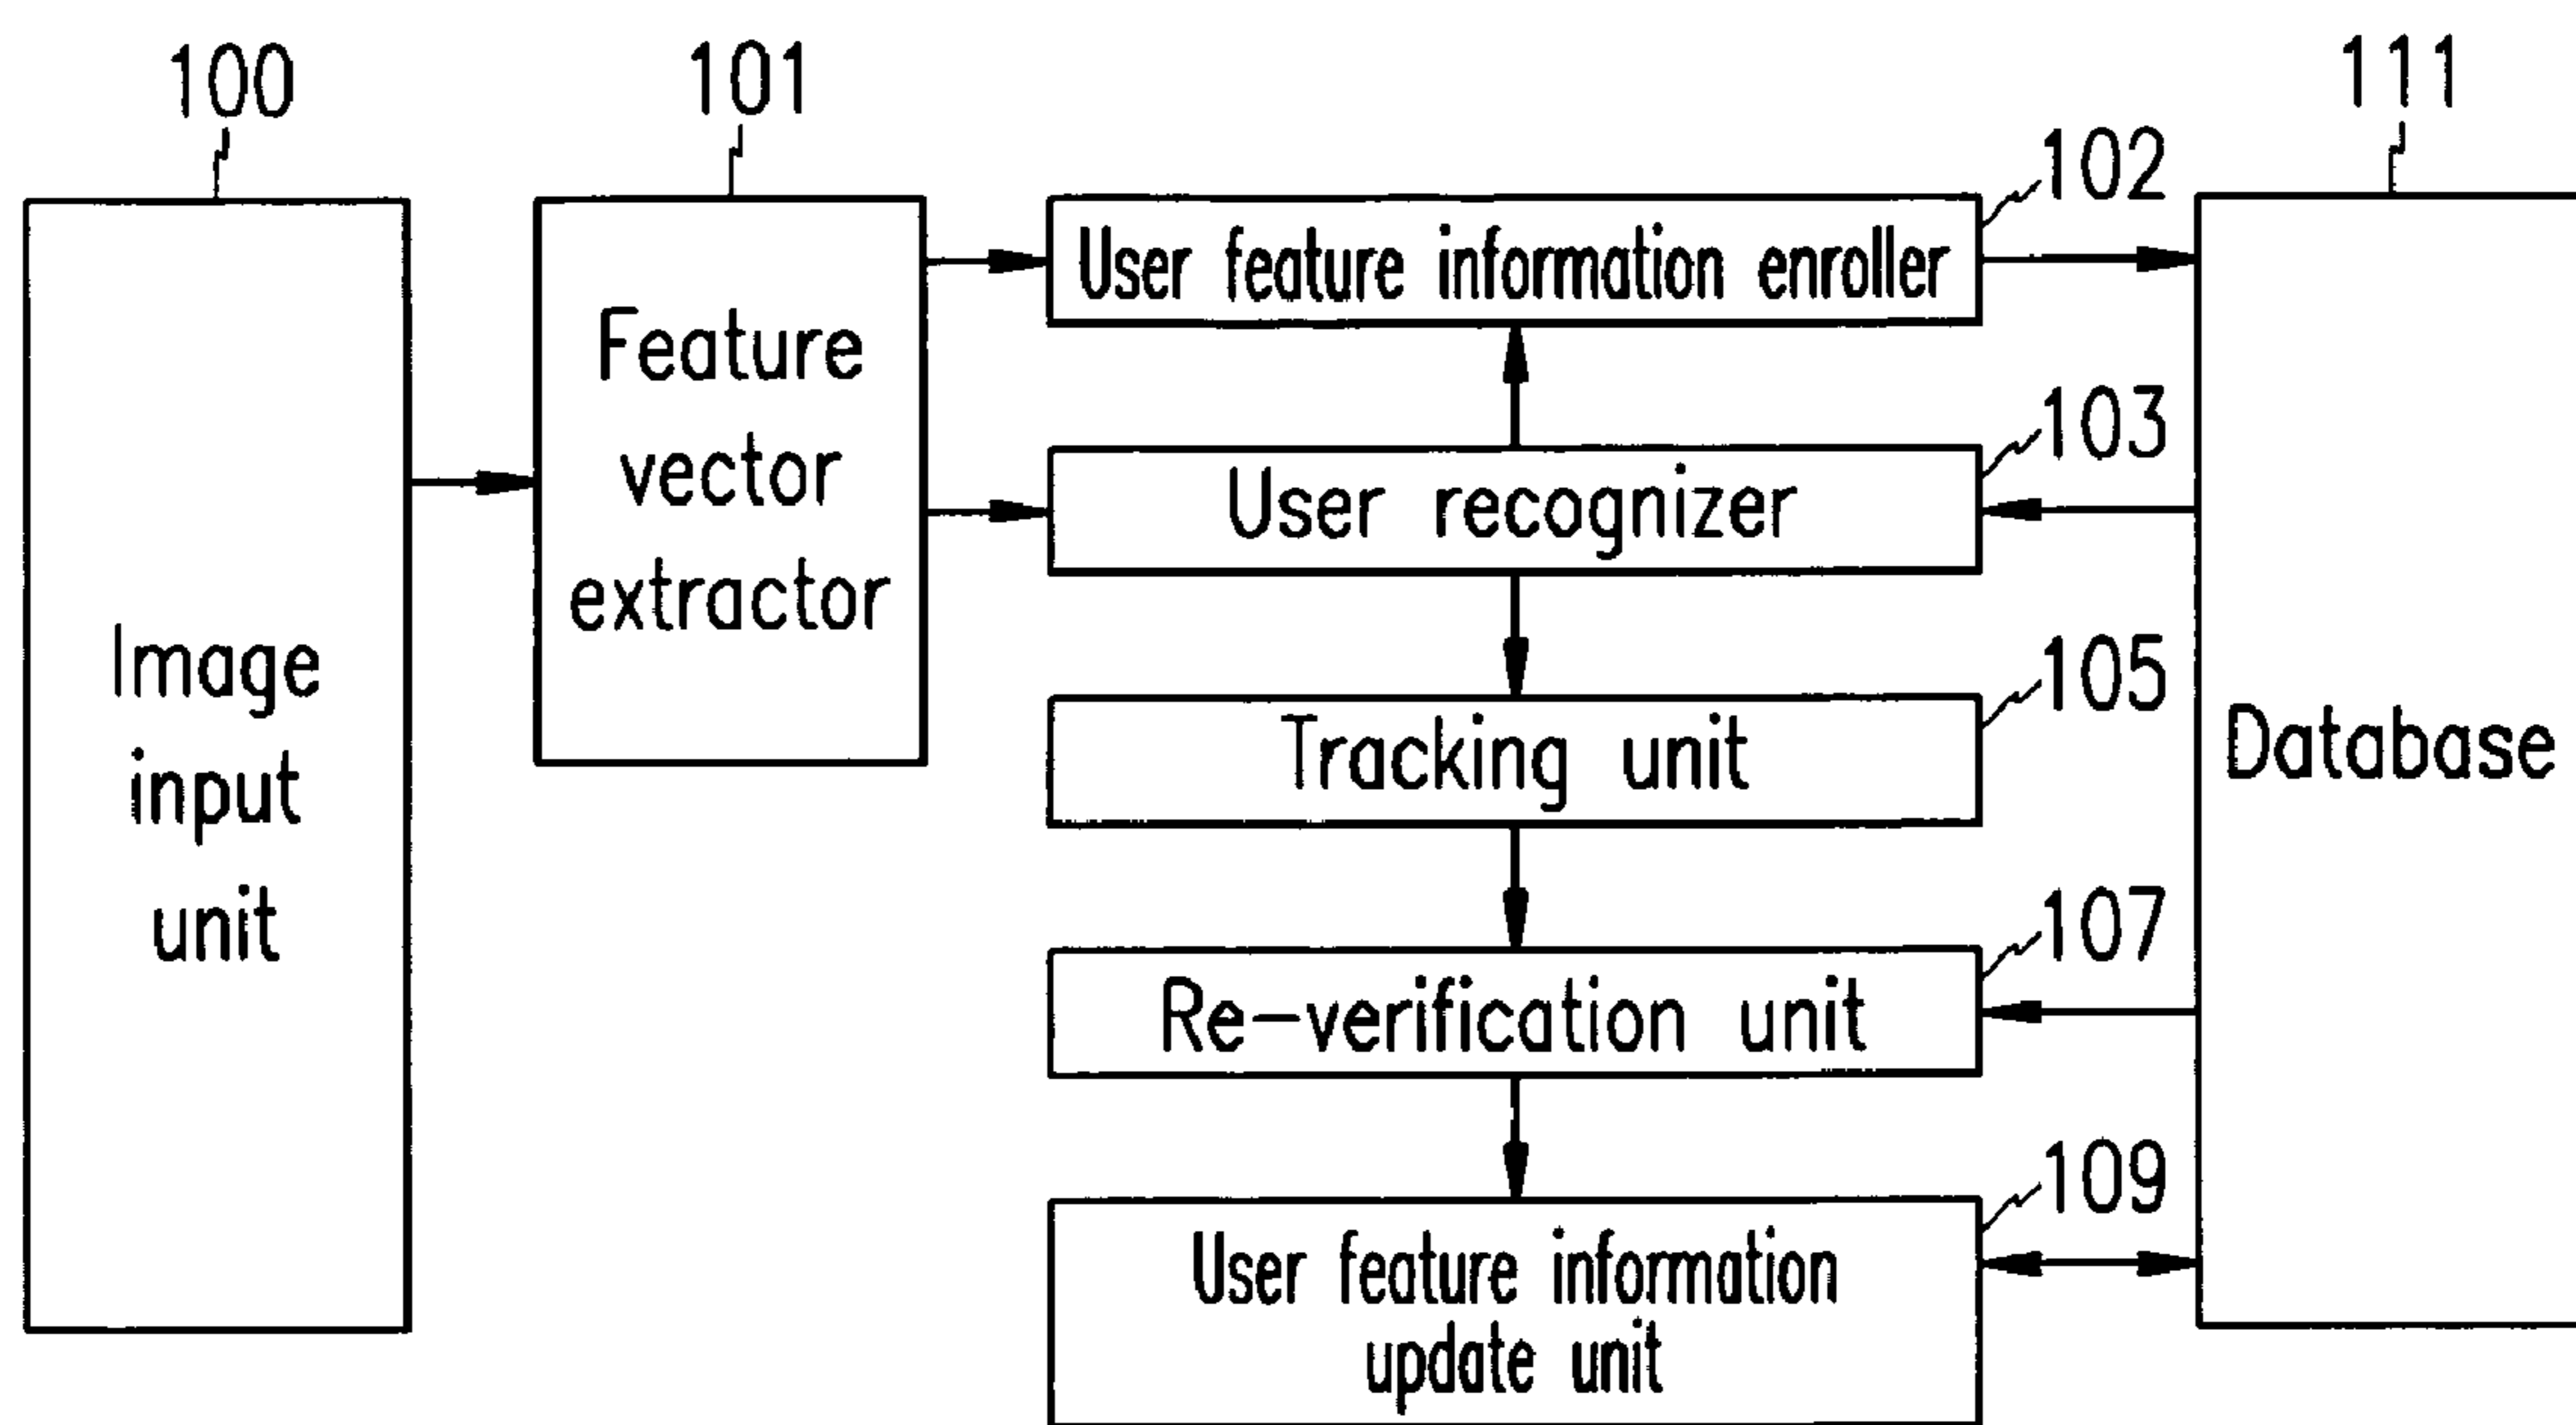 100
101
111
102
User feature information enroller
Feature
vector
extractor
103
User recognizer
Image
input
unit
105
Tracking unit
Database
107
Re-verification unit
109
User feature information
update unit